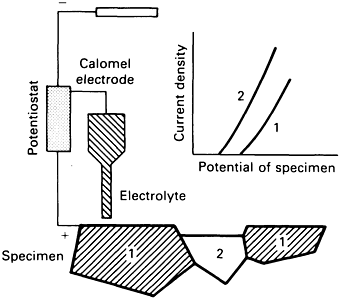 −
Calomel
electrode
Potentiostat
Electrolyte
+
Specimen
1
2
1
Current density
2
1
Potential of specimen